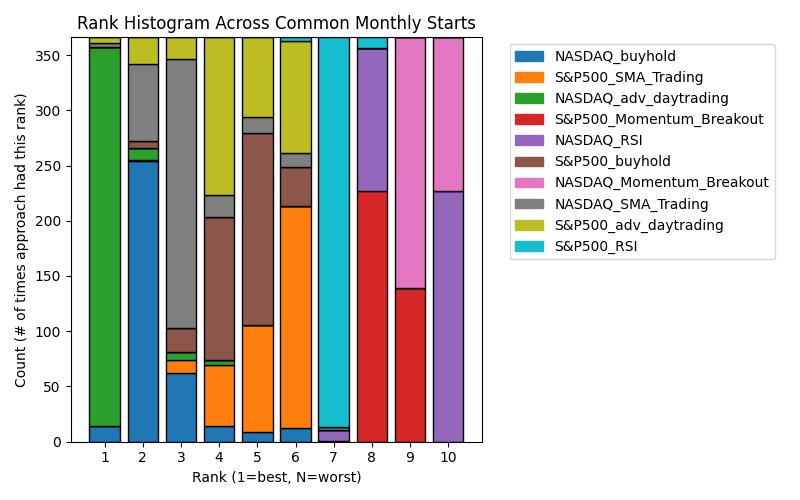 Rank Histogram Across Common Monthly Starts
Count (# of times approach had this rank)
350
300
250
200
150
100
50
0
1 2 3 4 5 6 7 8 9 10
Rank (1=best, N=worst)
NASDAQ_buyhold
S&P500_SMA_Trading
NASDAQ_adv_daytrading
S&P500_Momentum_Breakout
NASDAQ_RSI
S&P500_buyhold
NASDAQ_Momentum_Breakout
NASDAQ_SMA_Trading
S&P500_adv_daytrading
S&P500_RSI